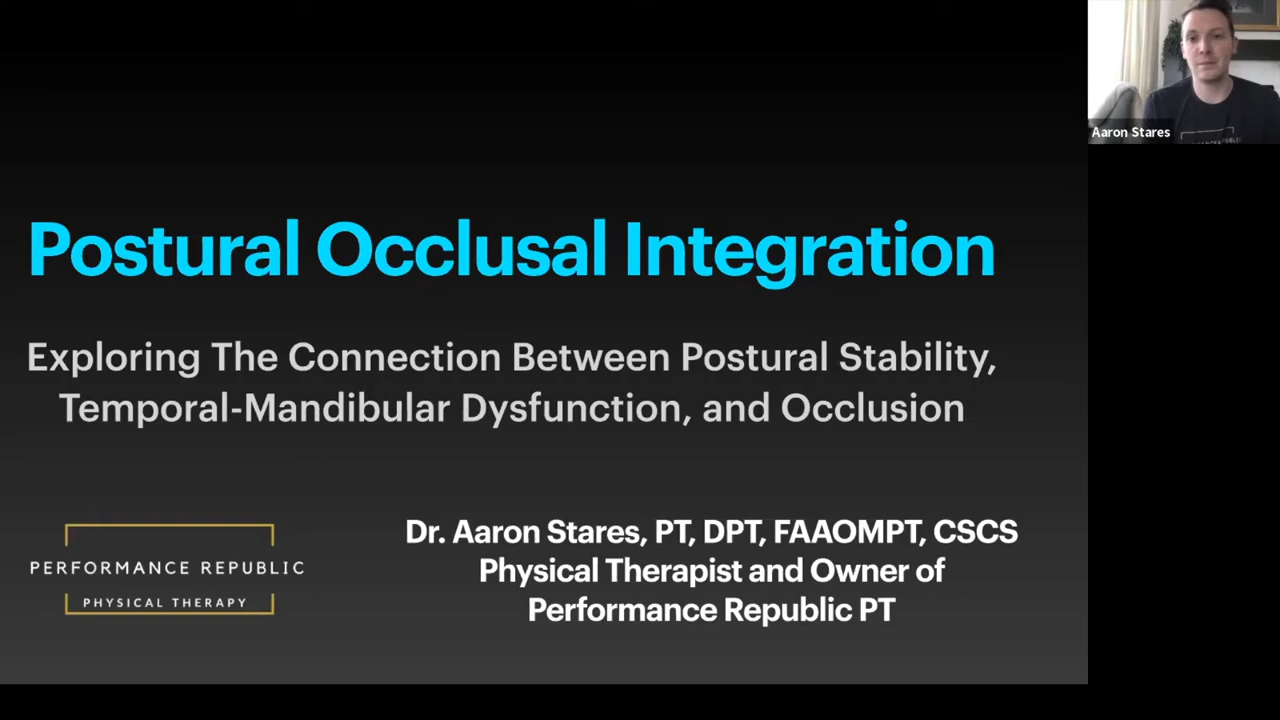 Aaron Stares
Postural Occlusal Integration
Exploring The Connection Between Postural Stability,
Temporal-Mandibular Dysfunction, and Occlusion
PERFORMANCE REPUBLIC
PHYSICAL THERAPY
Dr. Aaron Stares, PT, DPT, FAAOMPT, CSCS
Physical Therapist and Owner of
Performance Republic PT